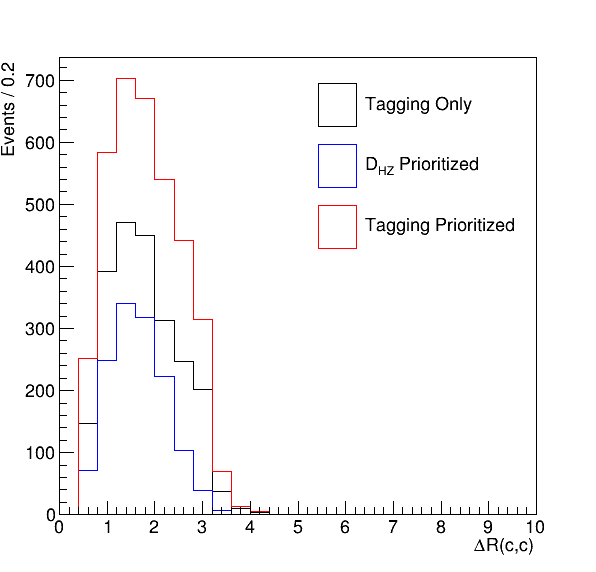 Events / 0.2
700
600
500
400
300
200
100
0
Tagging Only
D_HZ Prioritized
Tagging Prioritized
0 1 2 3 4 5 6 7 8 9 10
ΔR(c,c)